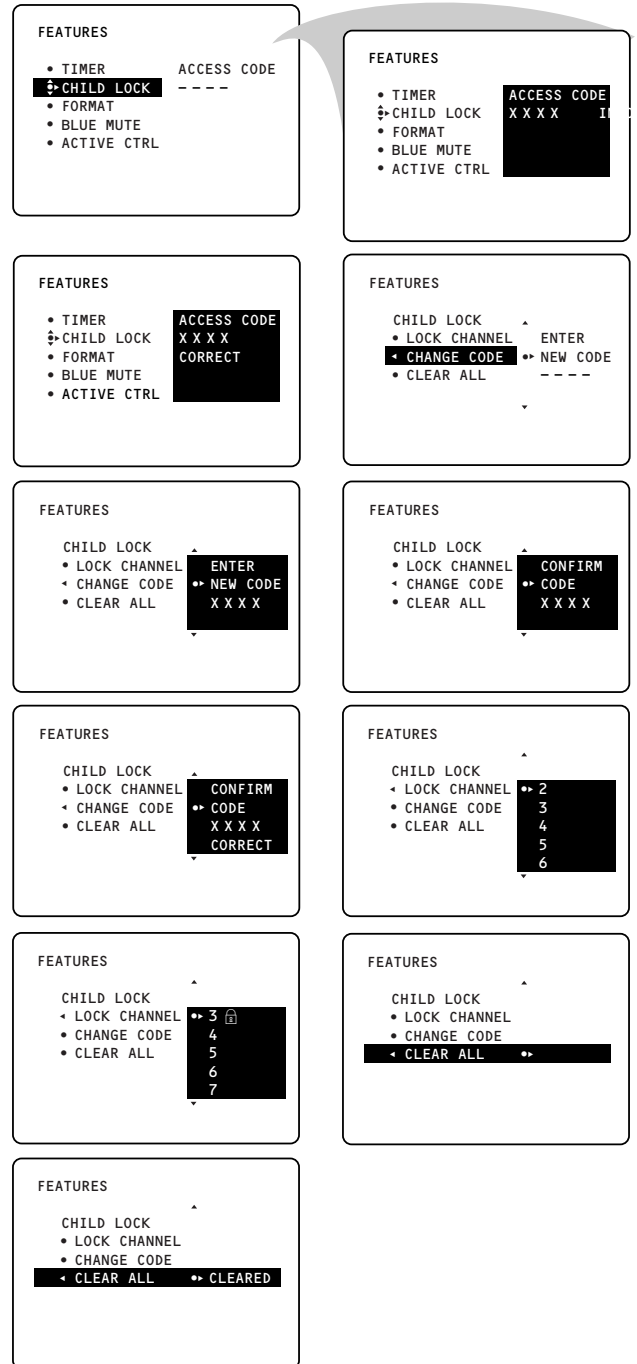 FEATURES
• TIMER ACCESS CODE
CHILD LOCK – – – –
• FORMAT
• BLUE MUTE
• ACTIVE CTRL
FEATURES
• TIMER ACCESS CODE
CHILD LOCK X X X X
• FORMAT
• BLUE MUTE
• ACTIVE CTRL
FEATURES
• TIMER ACCESS CODE
CHILD LOCK X X X X
• FORMAT CORRECT
• BLUE MUTE
• ACTIVE CTRL
FEATURES
CHILD LOCK
• LOCK CHANNEL ENTER
CHANGE CODE NEW CODE
• CLEAR ALL – – – –
FEATURES
CHILD LOCK
• LOCK CHANNEL ENTER
CHANGE CODE NEW CODE
• CLEAR ALL X X X X
FEATURES
CHILD LOCK
• LOCK CHANNEL CONFIRM
CHANGE CODE CODE
• CLEAR ALL X X X X
FEATURES
CHILD LOCK
• LOCK CHANNEL CONFIRM
CHANGE CODE CODE
• CLEAR ALL X X X X
CORRECT
FEATURES
CHILD LOCK
LOCK CHANNEL 2
• CHANGE CODE 3
• CLEAR ALL 4
5
6
FEATURES
CHILD LOCK
LOCK CHANNEL 3
• CHANGE CODE 4
• CLEAR ALL 5
6
7
FEATURES
CHILD LOCK
• LOCK CHANNEL
• CHANGE CODE
CLEAR ALL
FEATURES
CHILD LOCK
• LOCK CHANNEL
• CHANGE CODE
CLEAR ALL CLEARED